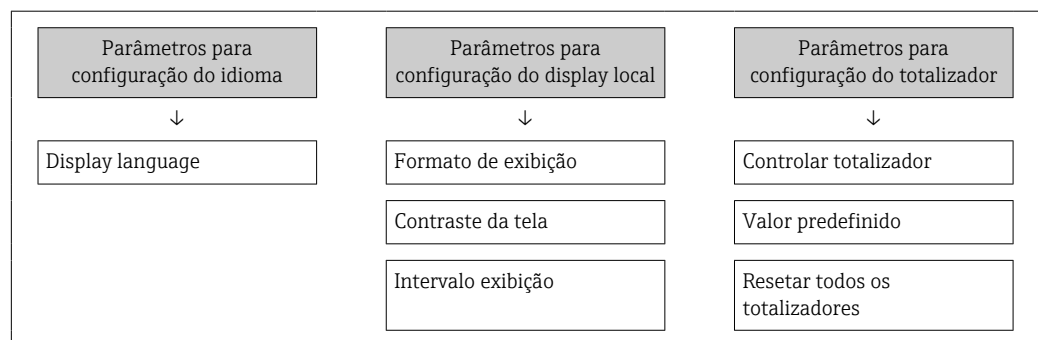 Parâmetros para
configuração do idioma
↓
Display language
Parâmetros para
configuração do display local
↓
Formato de exibição
Contraste da tela
Intervalo exibição
Parâmetros para
configuração do totalizador
↓
Controlar totalizador
Valor predefinido
Resetar todos os
totalizadores